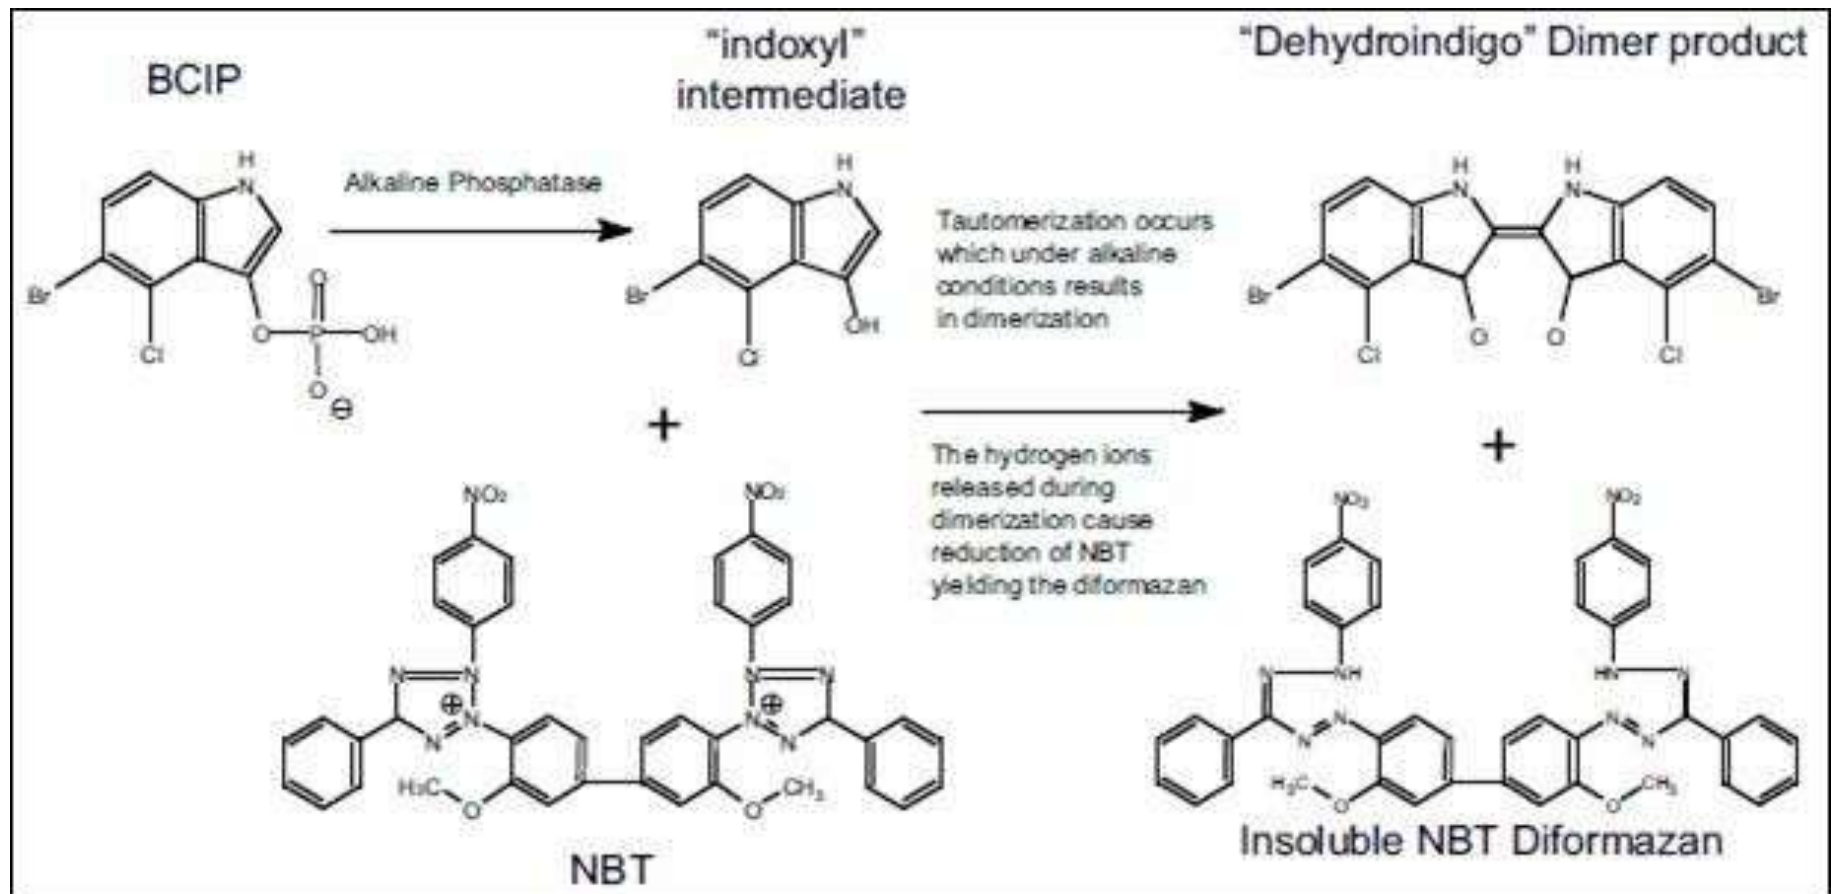 BCIP
"indoxyl"
intermediate
"Dehydroindigo" Dimer product
Alkaline Phosphatase
H
N
Br
Cl
O
P
OH
O
O
⊖
H
N
Br
Cl
OH
Tautomerization occurs
which under alkaline
conditions results
in dimerization
H
N
H
N
Br
Cl
O
O
Cl
Br
+
+
The hydrogen ions
released during
dimerization cause
reduction of NBT
yielding the diformazan
NO₂
NO₂
N
N
N
N
⊕
N
N
⊕
N
N
H₃C
O
O
CH₃
NBT
NO₂
NO₂
N
NH
HN
N
N
N
N
N
H₃C
O
O
CH₃
Insoluble NBT Diformazan